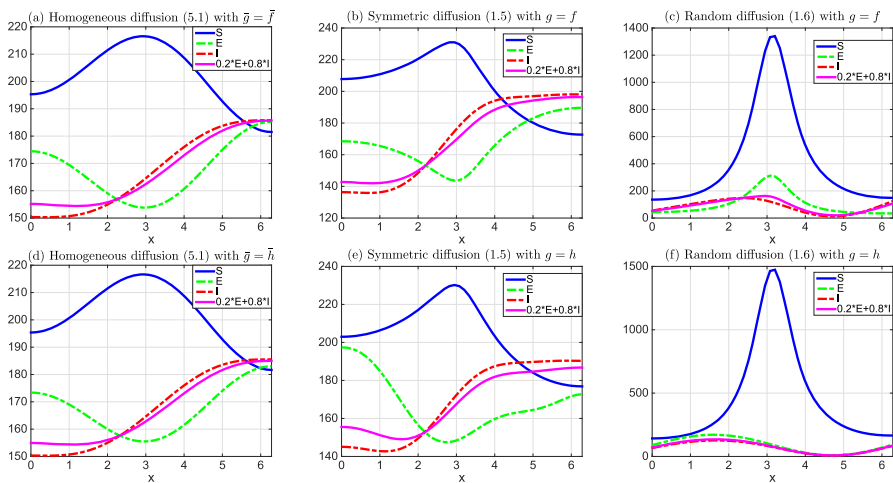 (a) Homogeneous diffusion (5.1) with g̅ = f̅
(b) Symmetric diffusion (1.5) with g = f
(c) Random diffusion (1.6) with g = f
220
210
200
190
180
170
160
150
0 1 2 3 4 5 6
x
S
E
I
0.2*E+0.8*I
240
220
200
180
160
140
120
0 1 2 3 4 5 6
x
S
E
I
0.2*E+0.8*I
1400
1200
1000
800
600
400
200
0
0 1 2 3 4 5 6
x
S
E
I
0.2*E+0.8*I
(d) Homogeneous diffusion (5.1) with g̅ = h̅
(e) Symmetric diffusion (1.5) with g = h
(f) Random diffusion (1.6) with g = h
220
210
200
190
180
170
160
150
0 1 2 3 4 5 6
x
S
E
I
0.2*E+0.8*I
240
220
200
180
160
140
0 1 2 3 4 5 6
x
S
E
I
0.2*E+0.8*I
1500
1000
500
0
0 1 2 3 4 5 6
x
S
E
I
0.2*E+0.8*I